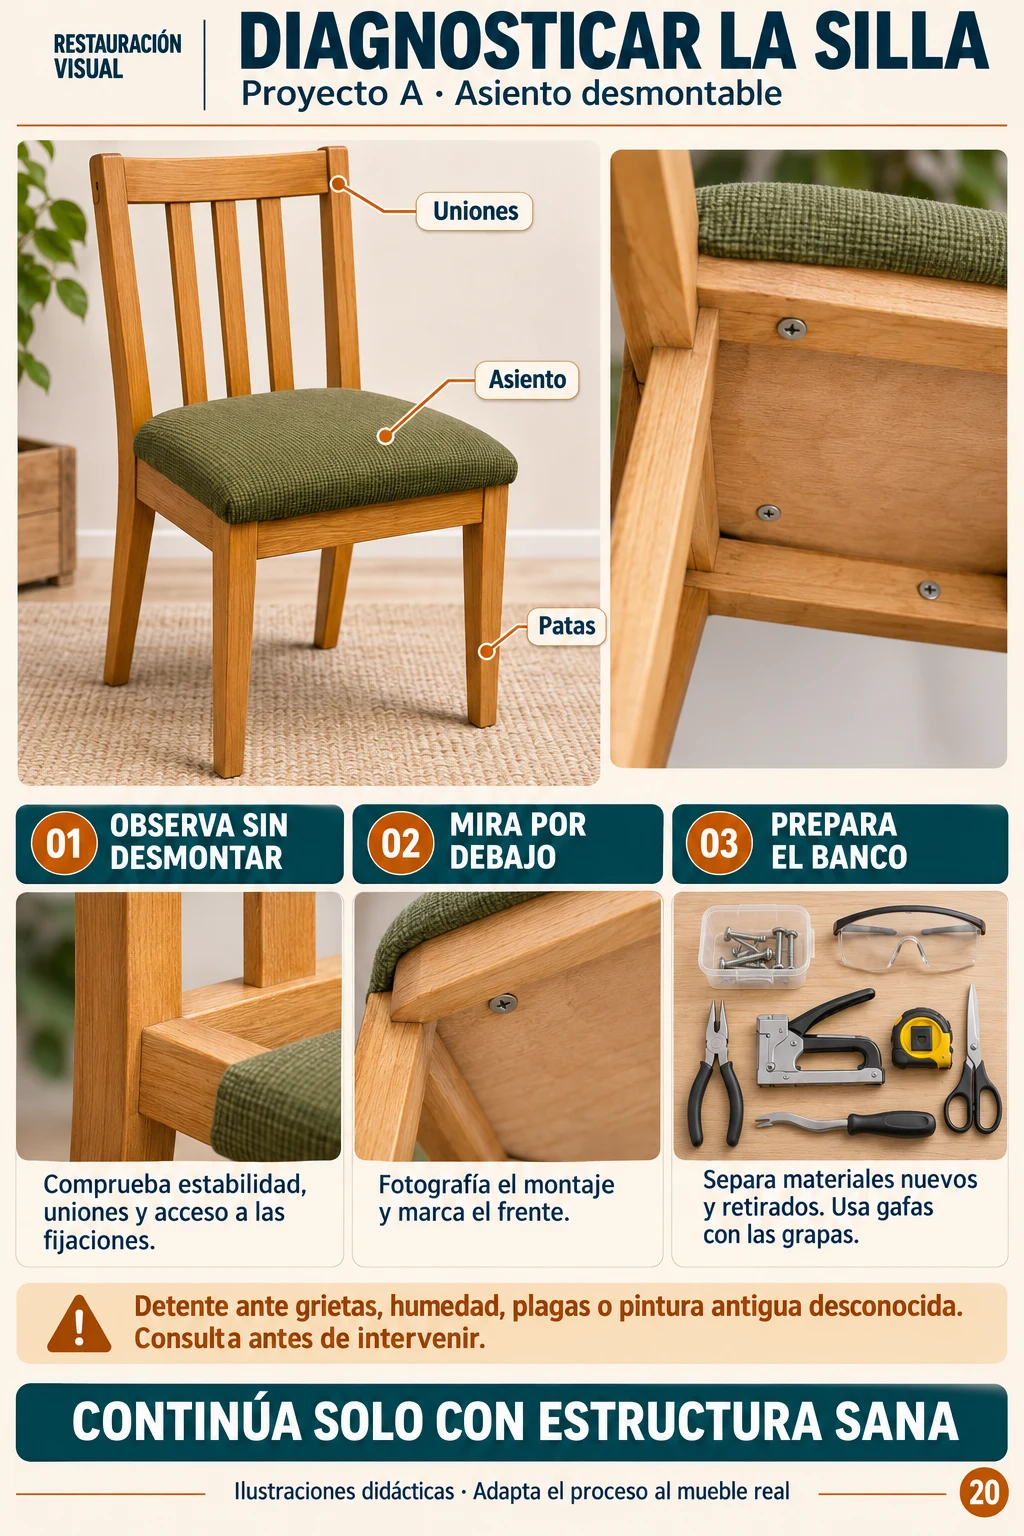 RESTAURACIÓN
VISUAL
DIAGNOSTICAR LA SILLA
Proyecto A · Asiento desmontable
Uniones
Asiento
Patas
01
OBSERVA SIN
DESMONTAR
02
MIRA POR
DEBAJO
03
PREPARA
EL BANCO
Comprueba estabilidad,
uniones y acceso a las
fijaciones.
Fotografía el montaje
y marca el frente.
Separa materiales nuevos
y retirados. Usa gafas
con las grapas.
Detente ante grietas, humedad, plagas o pintura antigua desconocida.
Consulta antes de intervenir.
CONTINÚA SOLO CON ESTRUCTURA SANA
Ilustraciones didácticas · Adapta el proceso al mueble real
20